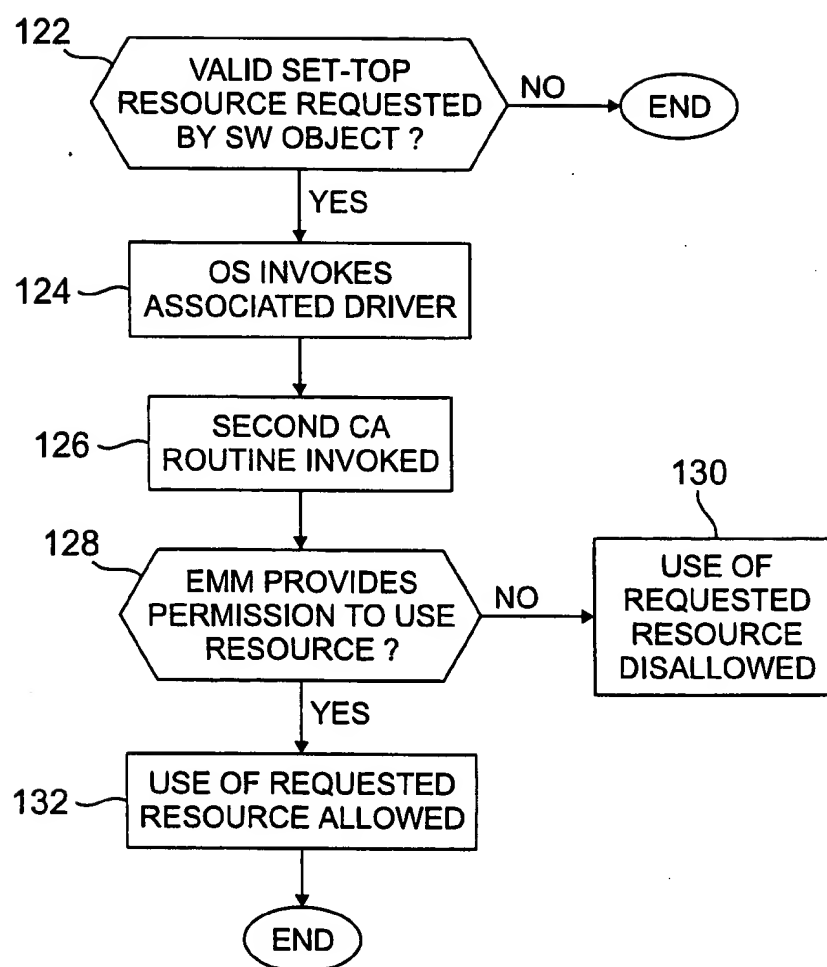 122
VALID SET-TOP
RESOURCE REQUESTED
BY SW OBJECT ?
NO
END
YES
124
OS INVOKES
ASSOCIATED DRIVER
126
SECOND CA
ROUTINE INVOKED
128
EMM PROVIDES
PERMISSION TO USE
RESOURCE ?
NO
130
USE OF
REQUESTED
RESOURCE
DISALLOWED
YES
132
USE OF REQUESTED
RESOURCE ALLOWED
END